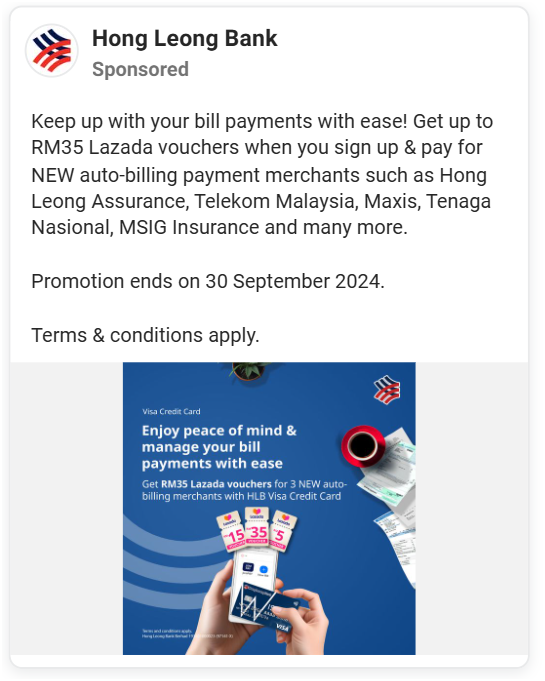 Hong Leong Bank
Sponsored
Keep up with your bill payments with ease! Get up to
RM35 Lazada vouchers when you sign up & pay for
NEW auto-billing payment merchants such as Hong
Leong Assurance, Telekom Malaysia, Maxis, Tenaga
Nasional, MSIG Insurance and many more.
Promotion ends on 30 September 2024.
Terms & conditions apply.
Visa Credit Card
Enjoy peace of mind &
manage your bill
payments with ease
Get RM35 Lazada vouchers for 3 NEW auto-
billing merchants with HLB Visa Credit Card
Lazada
Lazada
Lazada
15
35
5
VOUCHER
VISA
Terms and conditions apply.
Hong Leong Bank Berhad